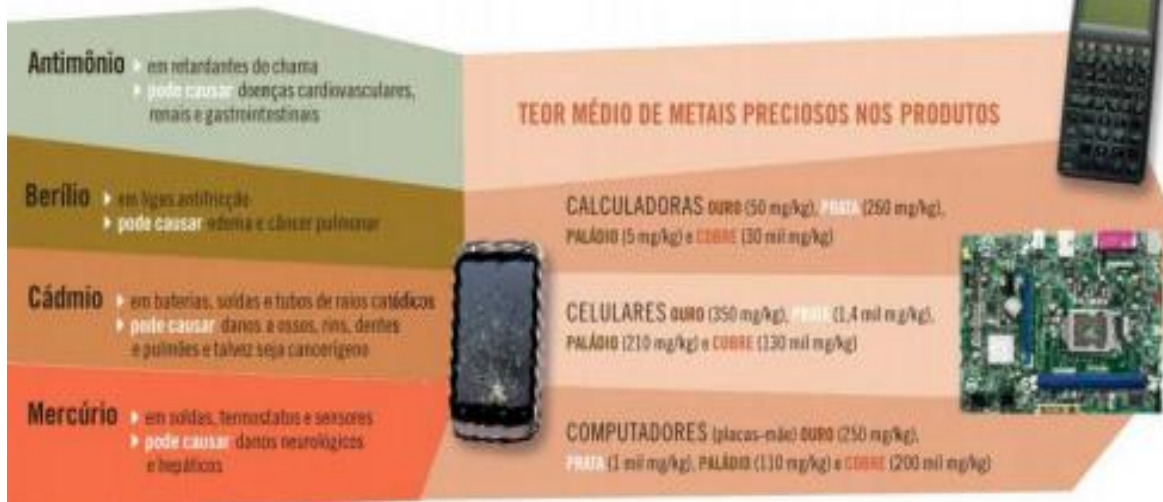 Antimônio em retardantes de chama
pode causar doenças cardiovasculares,
renais e gastrointestinais
Berílio em ligas antifricção
pode causar edema e câncer pulmonar
Cádmio em baterias, soldas e tubos de raios catódicos
pode causar danos a ossos, rins, dentes
e pulmões e talvez seja cancerígeno
Mercúrio em soldas, termostatos e sensores
pode causar danos neurológicos
e hepáticos
TEOR MÉDIO DE METAIS PRECIOSOS NOS PRODUTOS
CALCULADORAS OURO (50 mg/kg), PRATA (260 mg/kg),
PALÁDIO (5 mg/kg) e COBRE (30 mil mg/kg)
CELULARES OURO (350 mg/kg), PRATA (1,4 mil mg/kg),
PALÁDIO (210 mg/kg) e COBRE (130 mil mg/kg)
COMPUTADORES (placas-mãe) OURO (250 mg/kg),
PRATA (1 mil mg/kg), PALÁDIO (110 mg/kg) e COBRE (200 mil mg/kg)